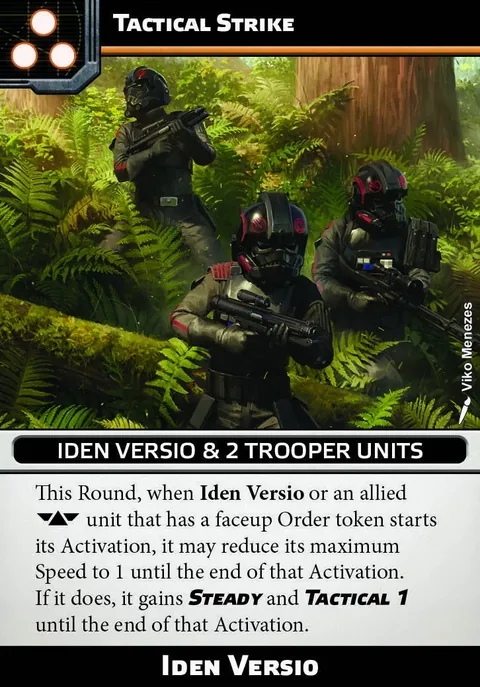 TACTICAL STRIKE
Viko Menezes
IDEN VERSIO & 2 TROOPER UNITS
This Round, when Iden Versio or an allied
unit that has a faceup Order token starts
its Activation, it may reduce its maximum
Speed to 1 until the end of that Activation.
If it does, it gains STEADY and TACTICAL 1
until the end of that Activation.
IDEN VERSIO